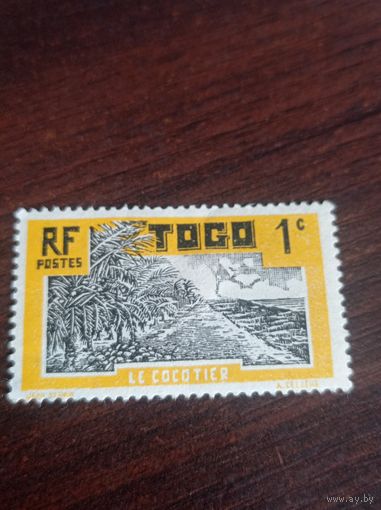 RF TOGO 1c
POSTES
LE COCOTIER
www.ay.by